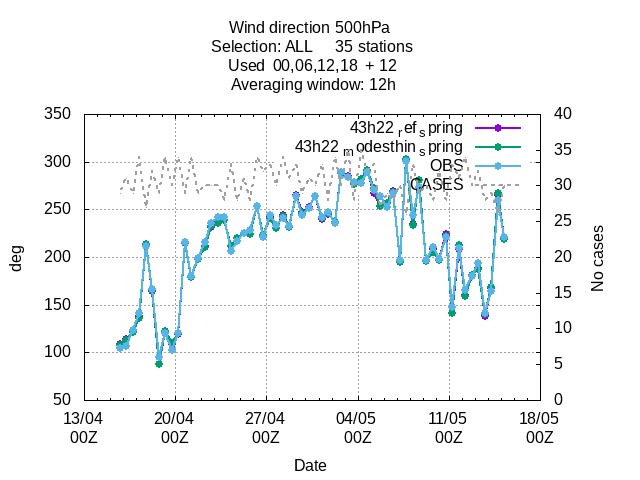 Wind direction 500hPa
Selection: ALL     35 stations
Used  00,06,12,18  + 12
Averaging window: 12h
350
300
250
200
150
100
50
40
35
30
25
20
15
10
5
0
43h22_ref_spring
43h22_modesthin_spring
OBS
CASES
deg
No cases
13/04 20/04 27/04 04/05 11/05 18/05
00Z 00Z 00Z 00Z 00Z 00Z
Date